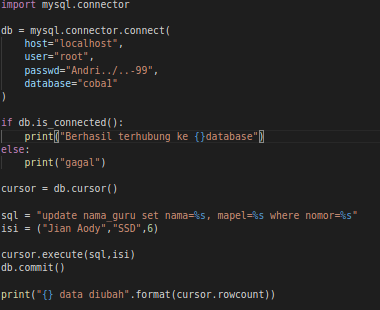 import mysql.connector
db = mysql.connector.connect(
host="localhost",
user="root",
passwd="Andri../..-99",
database="coba1"
)
if db.is_connected():
print("Berhasil terhubung ke {}database")
else:
print("gagal")
cursor = db.cursor()
sql = "update nama_guru set nama=%s, mapel=%s where nomor=%s"
isi = ("Jian Aody","SSD",6)
cursor.execute(sql,isi)
db.commit()
print("{} data diubah".format(cursor.rowcount))